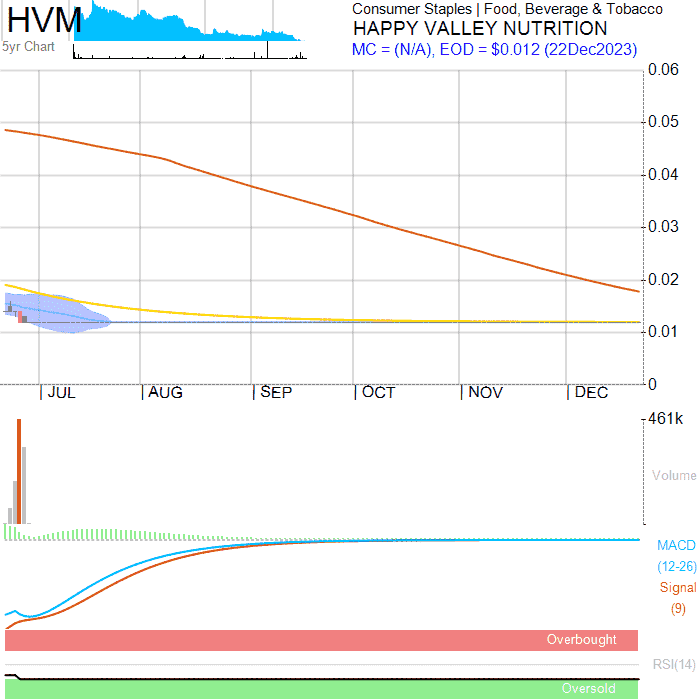 HVM
5yr Chart
Consumer Staples | Food, Beverage & Tobacco
HAPPY VALLEY NUTRITION
MC = (N/A), EOD = $0.012 (22Dec2023)
0.06
0.05
0.04
0.03
0.02
0.01
0
JUL AUG SEP OCT NOV DEC
461k
Volume
MACD
(12-26)
Signal
(9)
Overbought
RSI(14)
Oversold